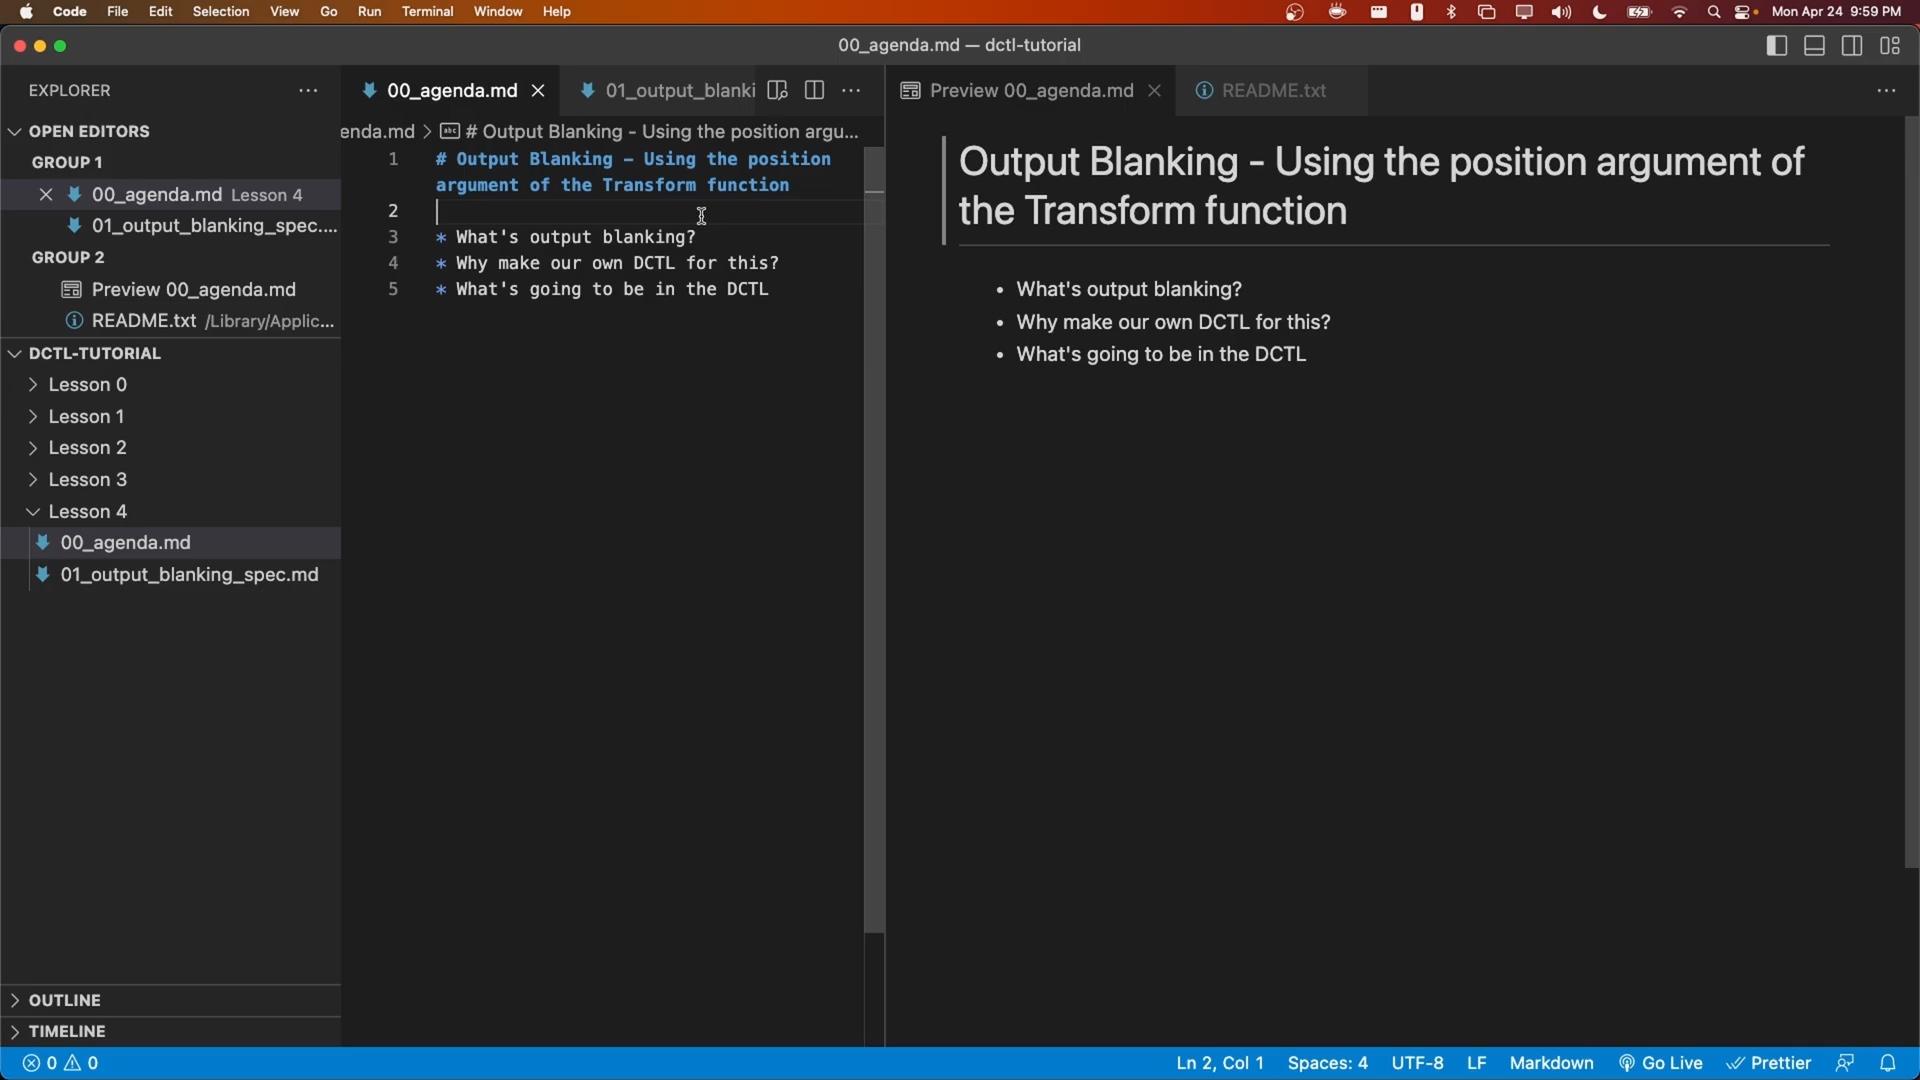 Code File Edit Selection View Go Run Terminal Window Help Mon Apr 24 9:59 PM
00_agenda.md — dctl-tutorial
EXPLORER
OPEN EDITORS
GROUP 1
00_agenda.md Lesson 4
01_output_blanking_spec....
GROUP 2
Preview 00_agenda.md
README.txt /Library/Applic...
DCTL-TUTORIAL
Lesson 0
Lesson 1
Lesson 2
Lesson 3
Lesson 4
00_agenda.md
01_output_blanking_spec.md
OUTLINE
TIMELINE
00_agenda.md 01_output_blanki
enda.md > # Output Blanking - Using the position argu...
1 # Output Blanking - Using the position
argument of the Transform function
2
3 * What's output blanking?
4 * Why make our own DCTL for this?
5 * What's going to be in the DCTL
Preview 00_agenda.md README.txt
Output Blanking - Using the position argument of
the Transform function
• What's output blanking?
• Why make our own DCTL for this?
• What's going to be in the DCTL
0 0 Ln 2, Col 1 Spaces: 4 UTF-8 LF Markdown Go Live Prettier